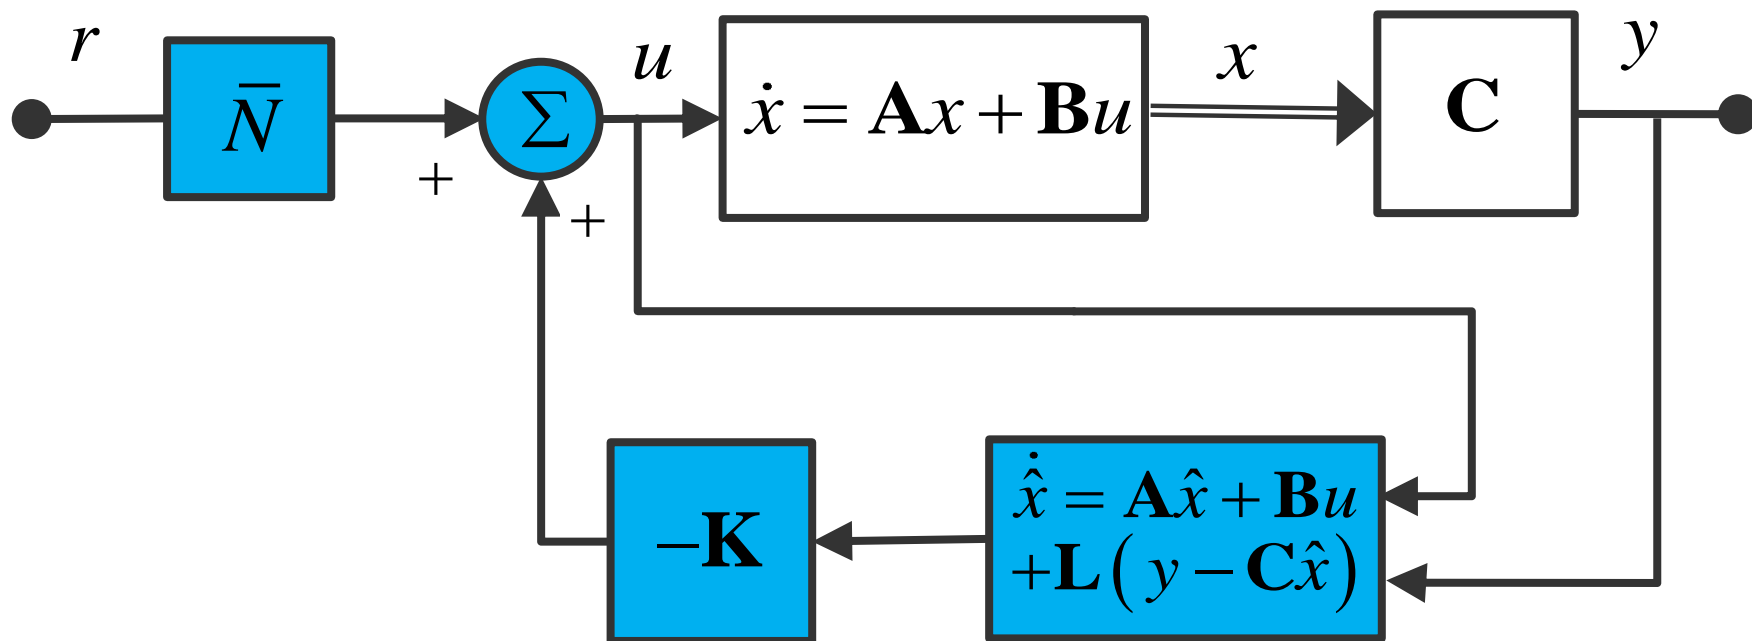 r
N̅
+
Σ
+
u
ẋ = Ax + Bu
x
C
y
−K
x̂̇ = Ax̂ + Bu
+L(y − Cx̂)